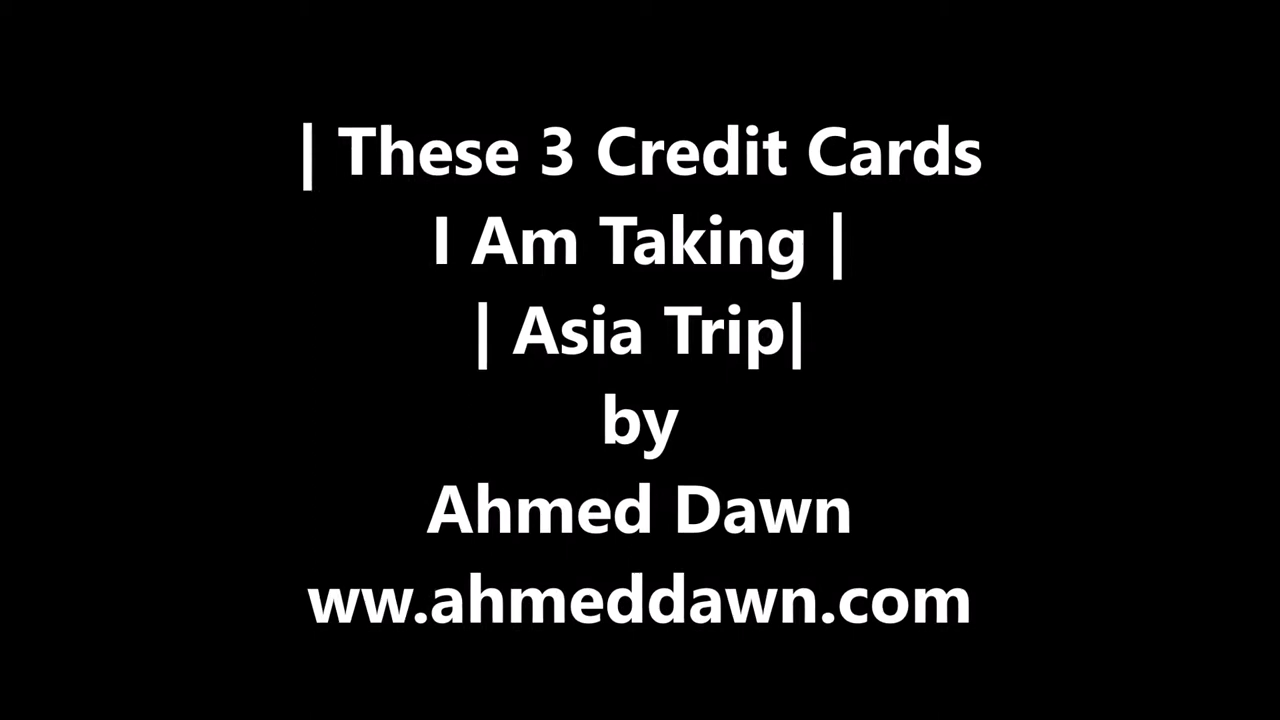 | These 3 Credit Cards
I Am Taking |
| Asia Trip|
by
Ahmed Dawn
ww.ahmeddawn.com